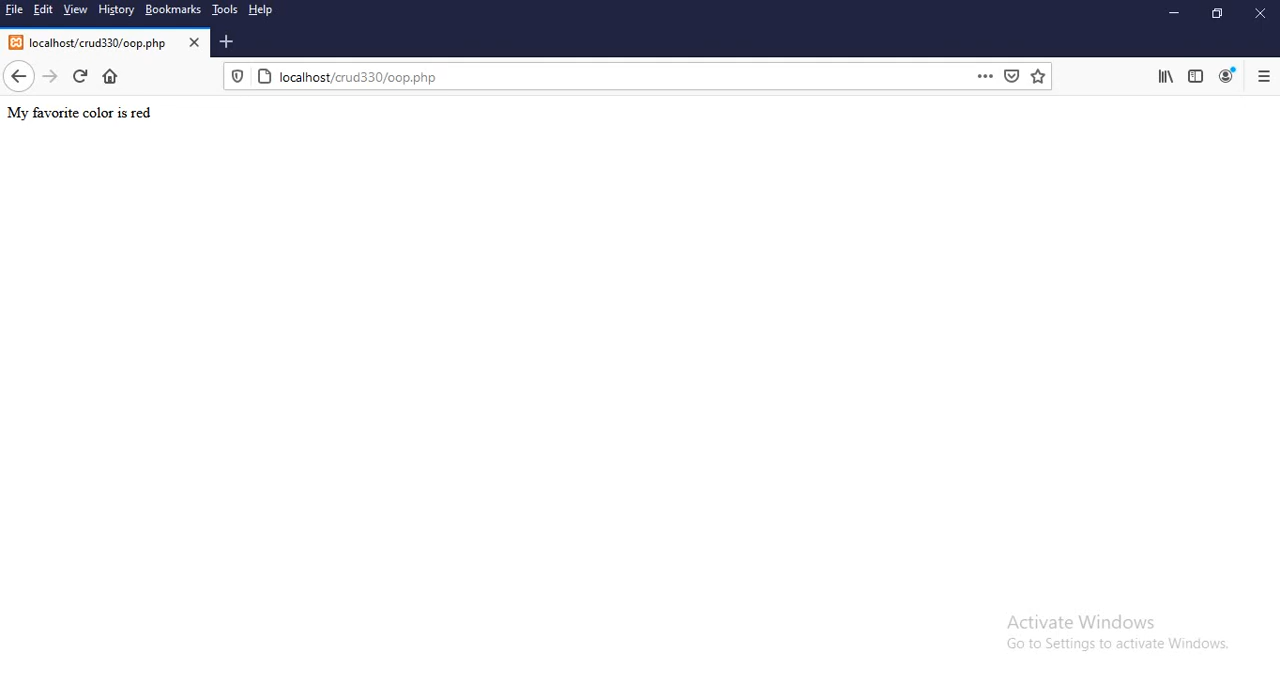 File Edit View History Bookmarks Tools Help
localhost/crud330/oop.php
localhost/crud330/oop.php
My favorite color is red
Activate Windows
Go to Settings to activate Windows.